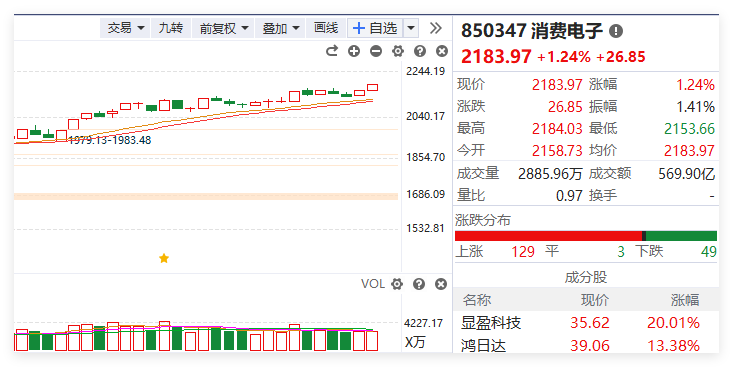 交易 九转 前复权 叠加 画线 +自选
2244.19
2040.17
1979.13-1983.48
1854.70
1686.09
1532.81
VOL
4227.17
X万
850347 消费电子
2183.97 +1.24% +26.85
现价 2183.97 涨幅 1.24%
涨跌 26.85 振幅 1.41%
最高 2184.03 最低 2153.66
今开 2158.73 均价 2183.97
成交量 2885.96万 成交额 569.90亿
量比 0.97 换手 -
涨跌分布
上涨 129 平 3 下跌 49
成分股
名称 现价 涨幅
显盈科技 35.62 20.01%
鸿日达 39.06 13.38%